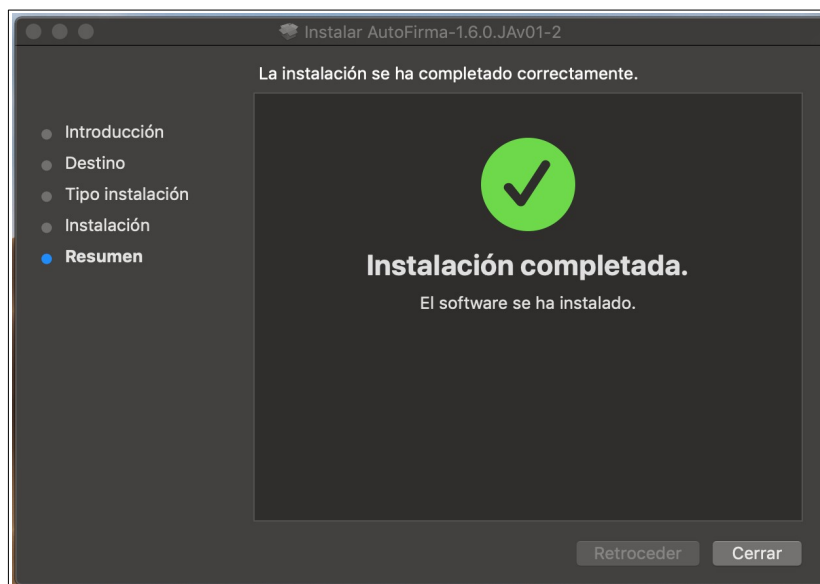 Instalar AutoFirma-1.6.0.JAv01-2
La instalación se ha completado correctamente.
Introducción
Destino
Tipo instalación
Instalación
Resumen
Instalación completada.
El software se ha instalado.
Retroceder
Cerrar